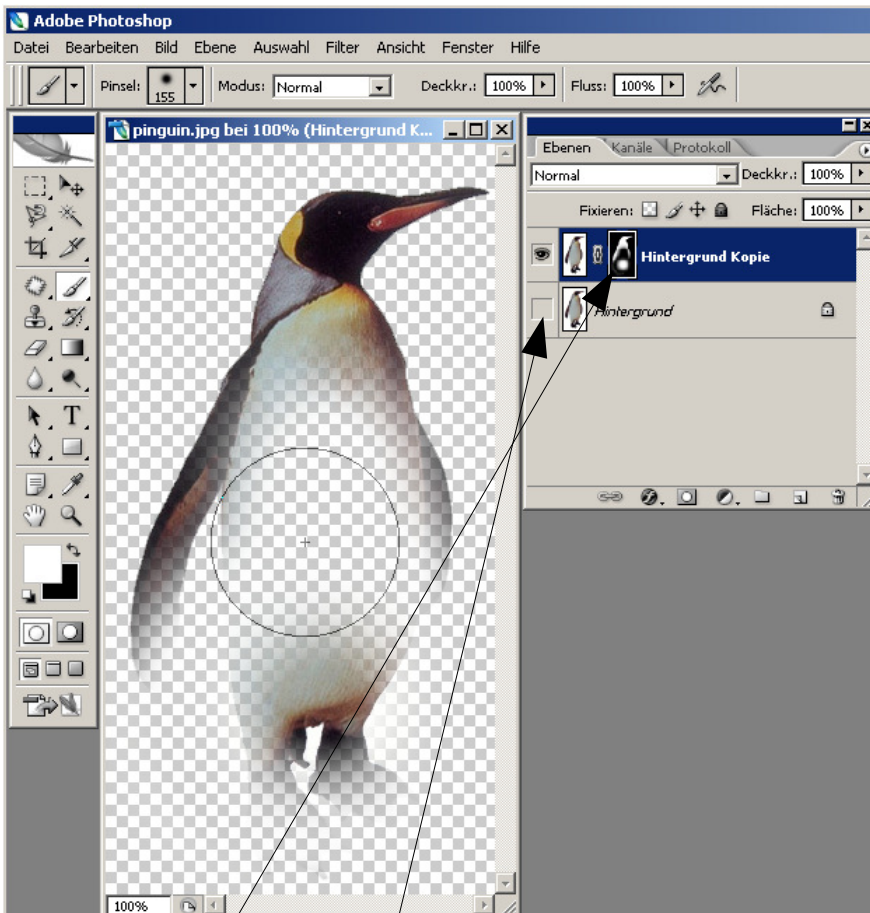 Adobe Photoshop
Datei Bearbeiten Bild Ebene Auswahl Filter Ansicht Fenster Hilfe
Pinsel: 155 Modus: Normal Deckkr.: 100% Fluss: 100%
pinguin.jpg bei 100% (Hintergrund K...
Ebenen Kanäle Protokoll
Normal Deckkr.: 100%
Fixieren: Fläche: 100%
Hintergrund Kopie
Hintergrund
T
100%